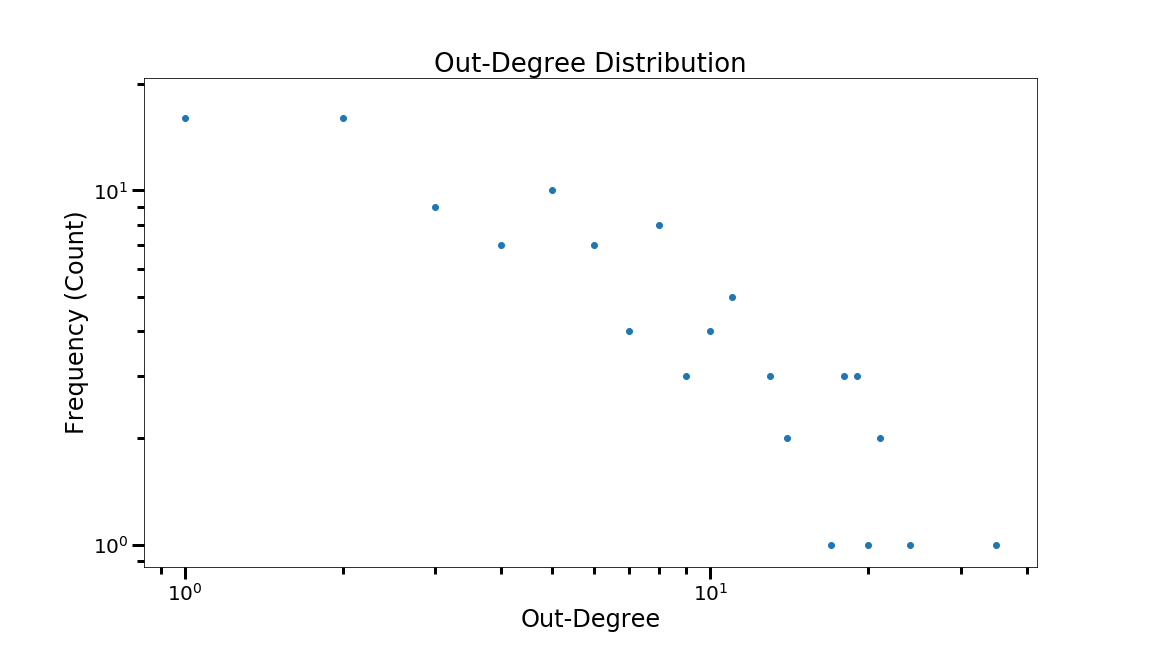 Out-Degree Distribution
Frequency (Count)
10¹
10⁰
10⁰ 10¹
Out-Degree